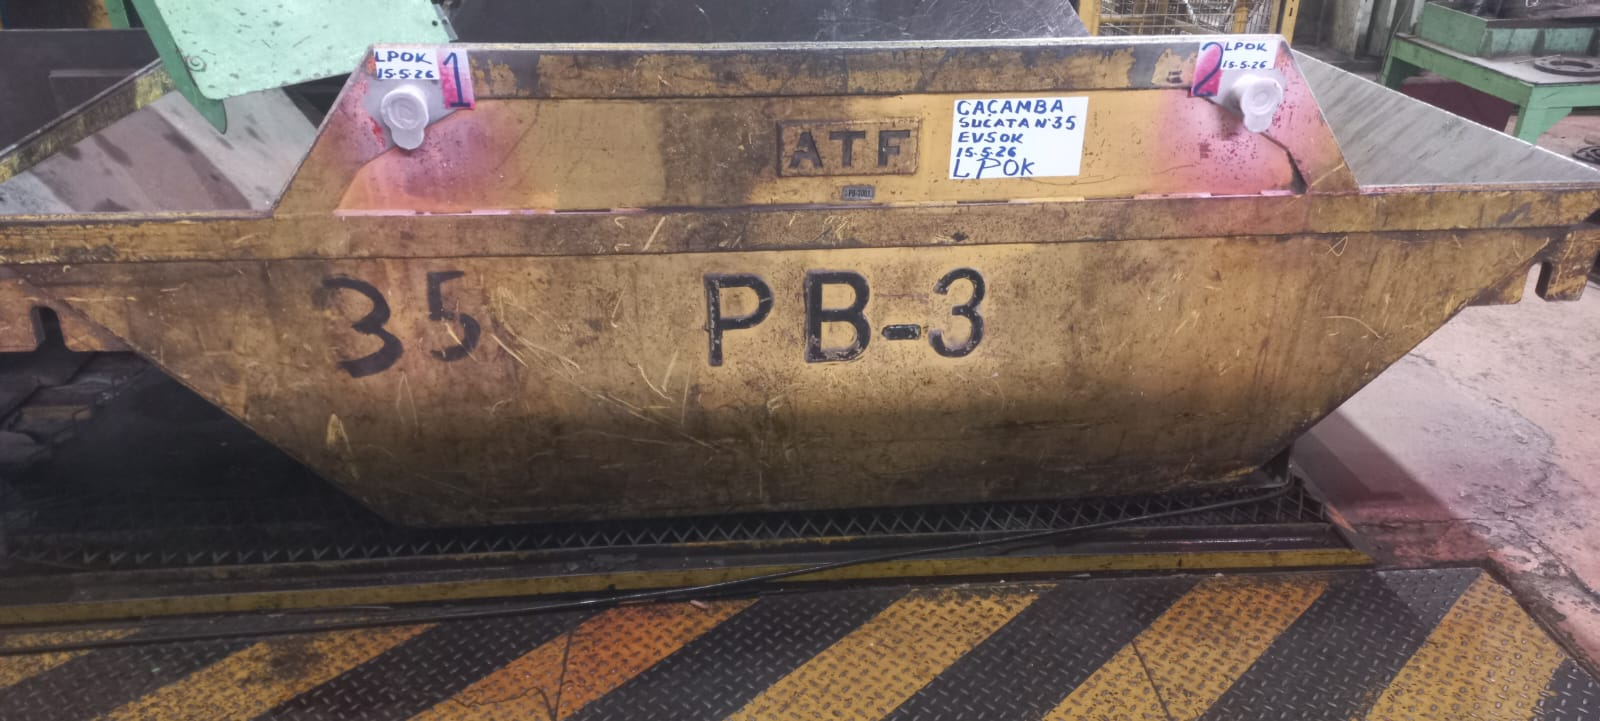 LPOK
15.5.26
1
2
LPOK
15.5.26
CAÇAMBA
SUCATA Nº35
EVSOK
15.5.26
LPOK
ATF
35
PB-3